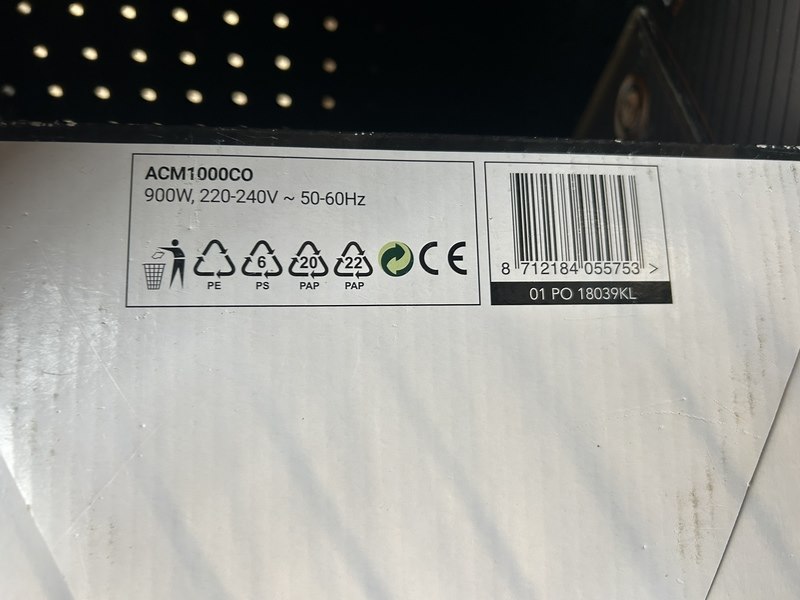 ACM1000CO
900W, 220-240V ~ 50-60Hz
6 20 22 CE
PE PS PAP PAP
8 712184 055753 >
01 PO 18039KL